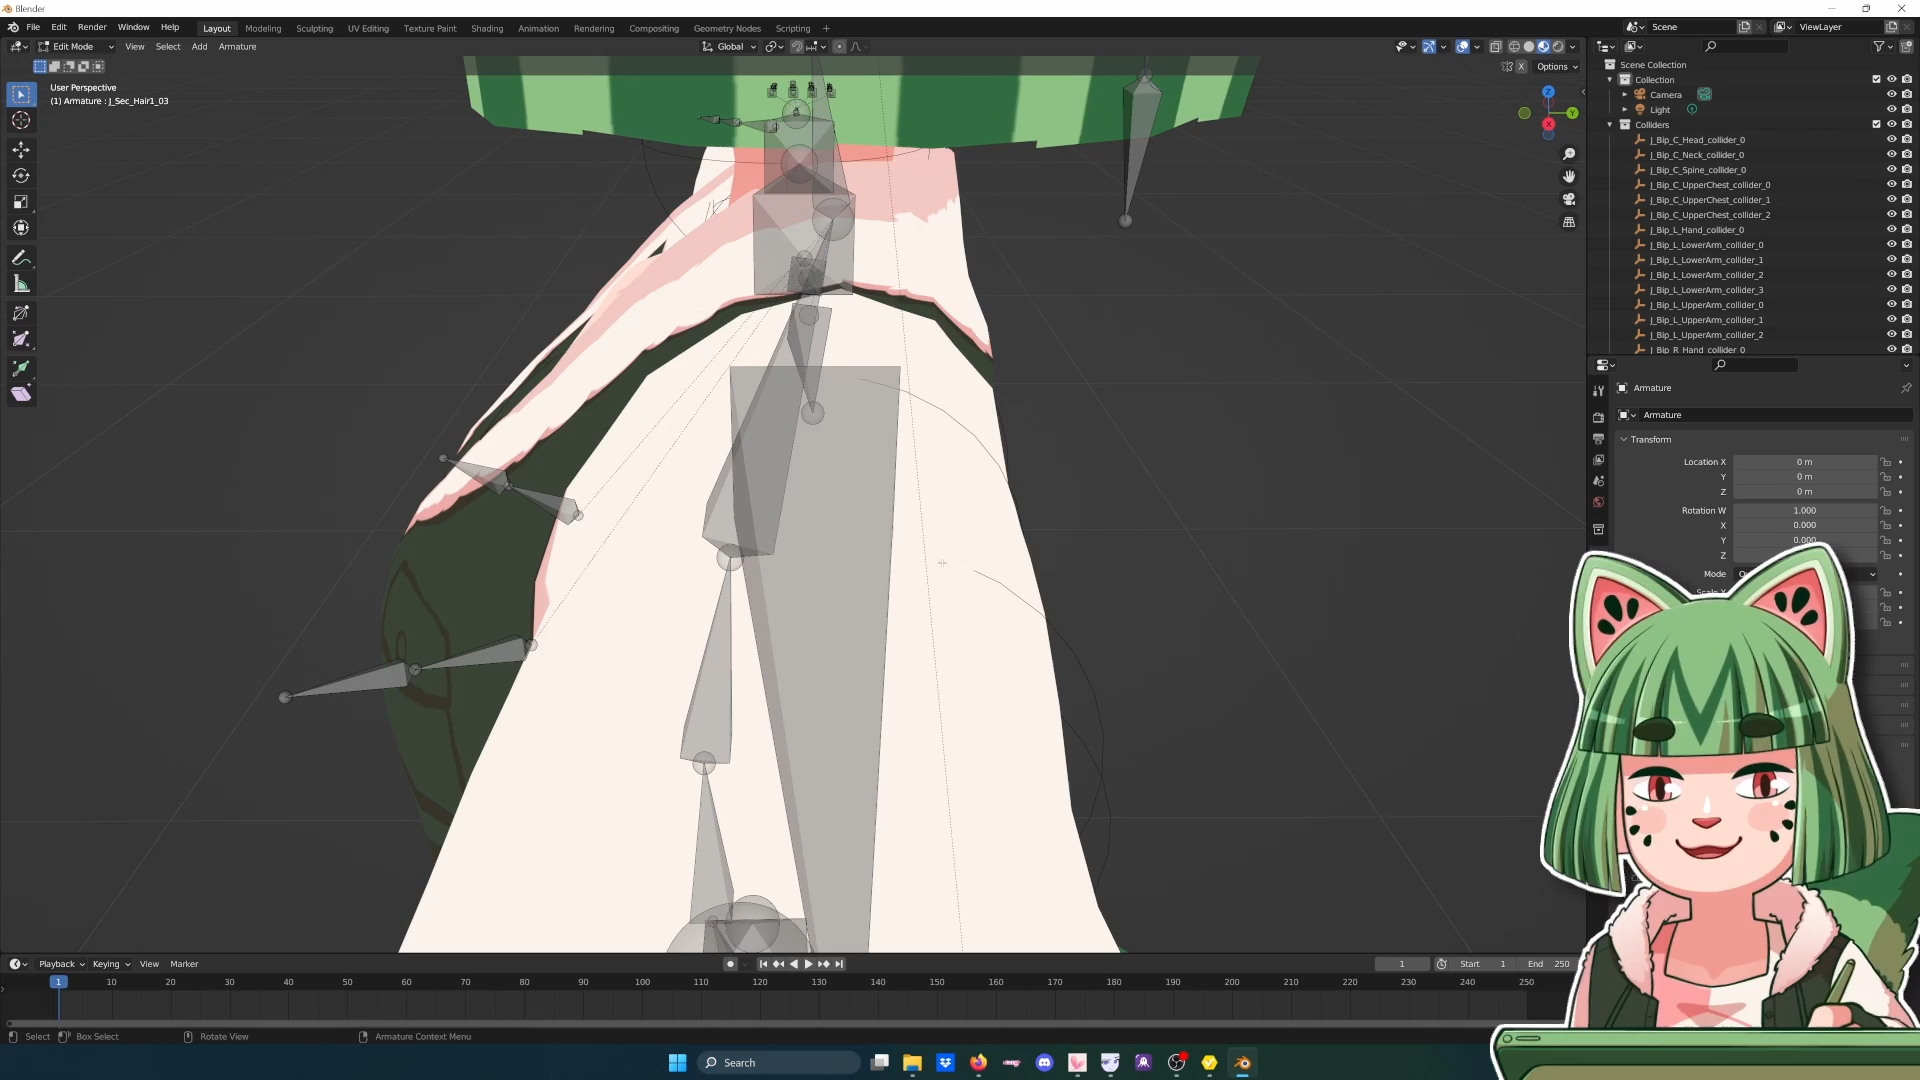 Blender
File Edit Render Window Help Layout Modeling Sculpting UV Editing Texture Paint Shading Animation Rendering Compositing Geometry Nodes Scripting + Scene ViewLayer
Edit Mode View Select Add Armature Global
Options
User Perspective
(1) Armature : J_Sec_Hair1_03
Z
Y
X
X
Scene Collection
Collection
Camera
Light
Colliders
J_Bip_C_Head_collider_0
J_Bip_C_Neck_collider_0
J_Bip_C_Spine_collider_0
J_Bip_C_UpperChest_collider_0
J_Bip_C_UpperChest_collider_1
J_Bip_C_UpperChest_collider_2
J_Bip_L_Hand_collider_0
J_Bip_L_LowerArm_collider_0
J_Bip_L_LowerArm_collider_1
J_Bip_L_LowerArm_collider_2
J_Bip_L_LowerArm_collider_3
J_Bip_L_UpperArm_collider_0
J_Bip_L_UpperArm_collider_1
J_Bip_L_UpperArm_collider_2
J_Bip_R_Hand_collider_0
Armature
Armature
Transform
Location X 0 m
Y 0 m
Z 0 m
Rotation W 1.000
X 0.000
Y 0.000
Z
Mode
Playback Keying View Marker 1 Start 1 End 250
1 10 20 30 40 50 60 70 80 90 100 110 120 130 140 150 160 170 180 190 200 210 220 230 240 250
Select Box Select Rotate View Armature Context Menu
Search